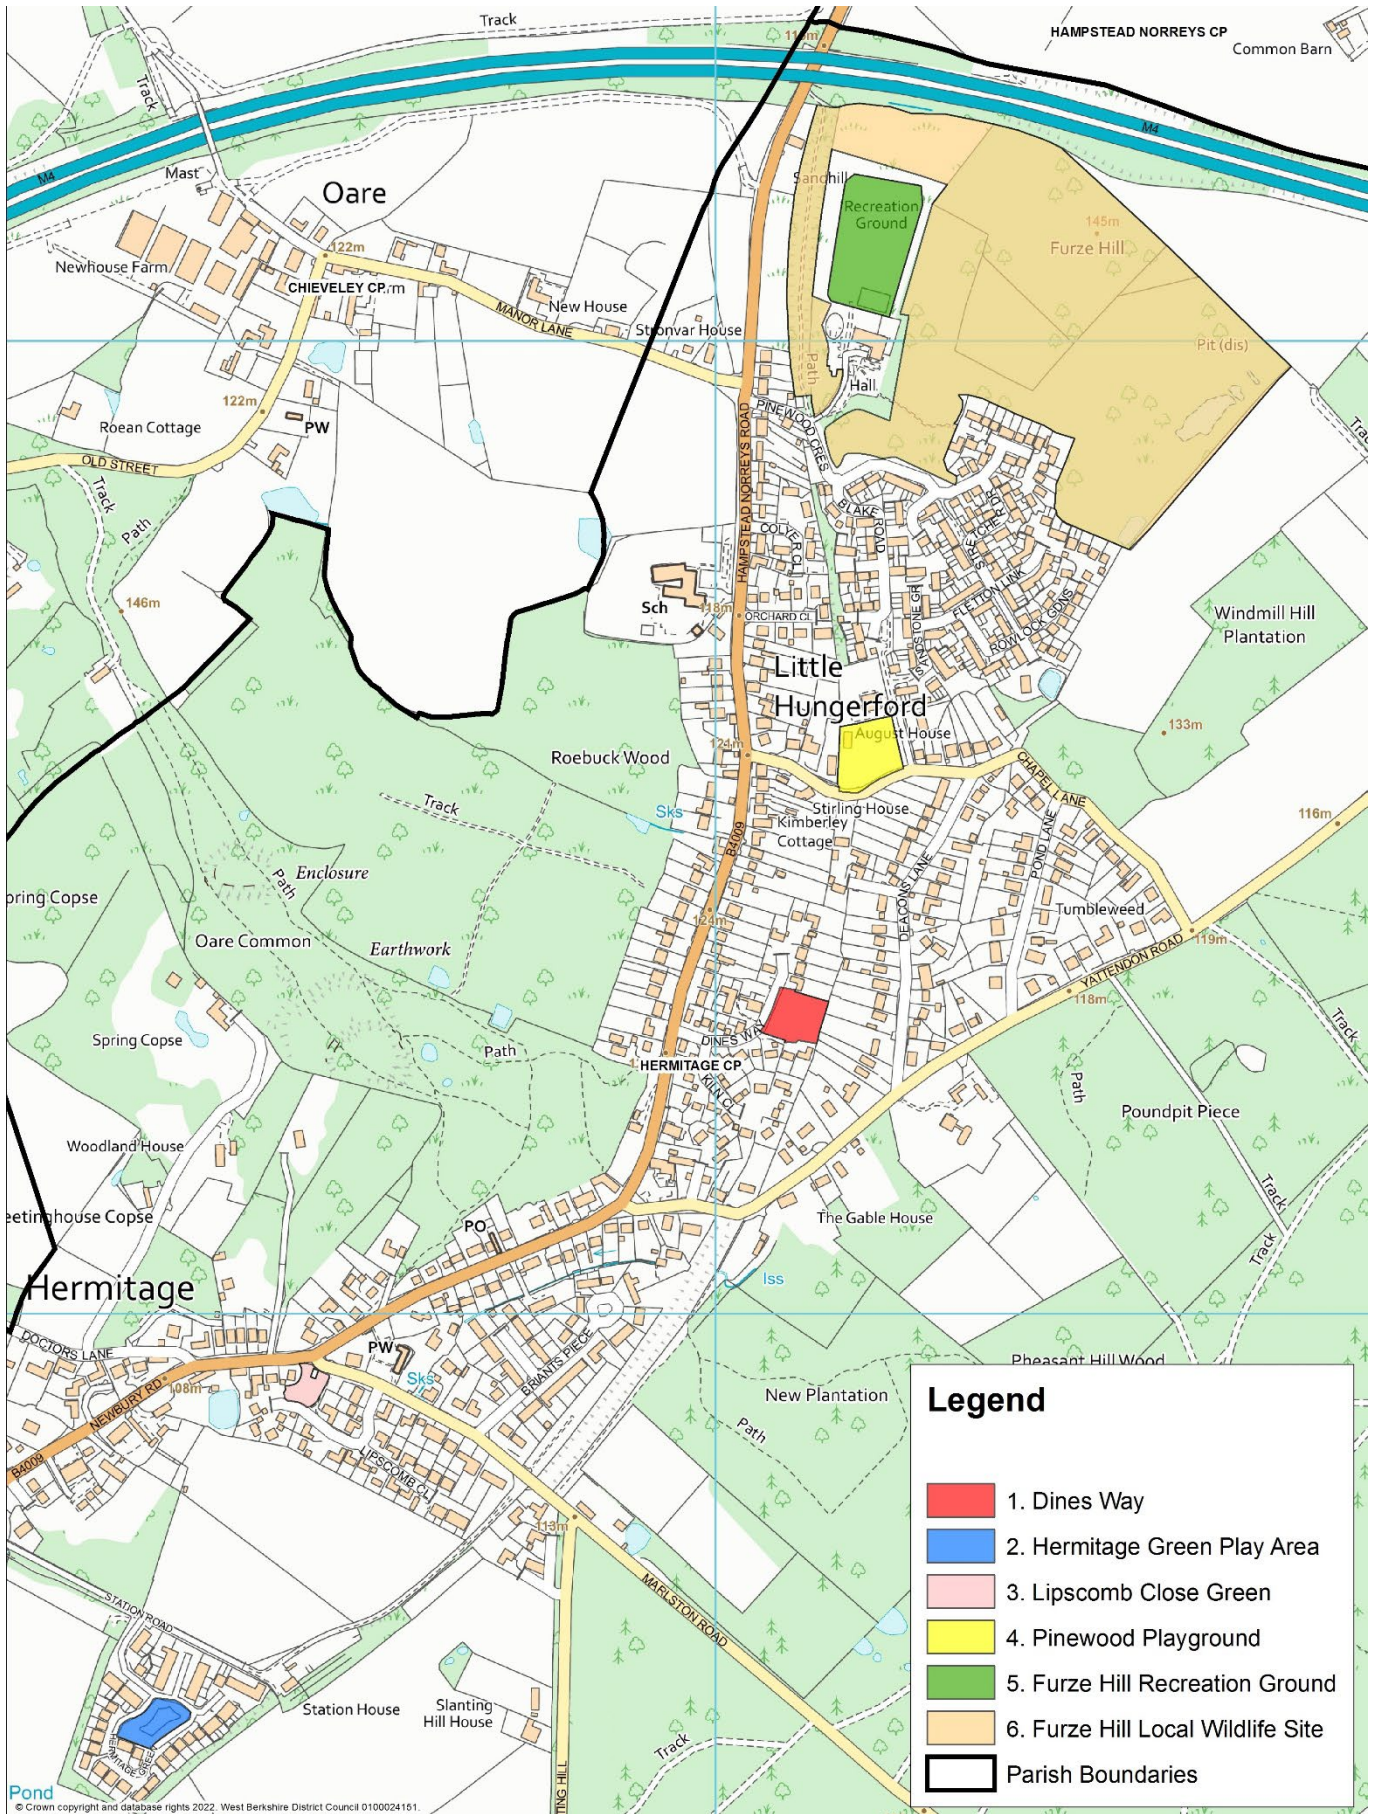 Track
HAMPSTEAD NORREYS CP
Common Barn
Track
M4
M4
Mast
Oare
Sandhill
Recreation
Ground
145m
Furze Hill
122m
Newhouse Farm
CHIEVELEY CP
New House
MANOR LANE
Stronvar House
Pit (dis)
Path
Hall
122m
Roean Cottage
PW
PINEWOOD CRES
HAMPSTEAD NORREYS ROAD
OLD STREET
Track
Path
BLAKE ROAD
STRETCHER DR
COLYER CL
146m
Sch
118m
ORCHARD CL
FLETTON LINK
SANDSTONE GR
ROWLOCK GDNS
Windmill Hill
Plantation
Little
Hungerford
133m
August House
121m
Roebuck Wood
CHAPEL LANE
Track
Sks
Stirling House
Kimberley
Cottage
B4009
116m
POND LANE
DEACONS LANE
Path
Enclosure
Tumbleweed
124m
Oare Common
Earthwork
119m
YATTENDON ROAD
118m
Track
Spring Copse
DINES WAY
Path
HERMITAGE CP
KILN CL
Path
Poundpit Piece
Woodland House
Track
The Gable House
PO
Track
Hermitage
Iss
DOCTORS LANE
PW
BRIANTS PIECE
Sks
NEWBURY RD
108m
Pheasant Hill Wood
New Plantation
Path
LIPSCOMB CL
B4009
113m
MARLSTON ROAD
STATION ROAD
Station House
Slanting
Hill House
HERMITAGE GREEN
Track
Pond
Legend
1. Dines Way
2. Hermitage Green Play Area
3. Lipscomb Close Green
4. Pinewood Playground
5. Furze Hill Recreation Ground
6. Furze Hill Local Wildlife Site
Parish Boundaries
© Crown copyright and database rights 2022. West Berkshire District Council 0100024151.